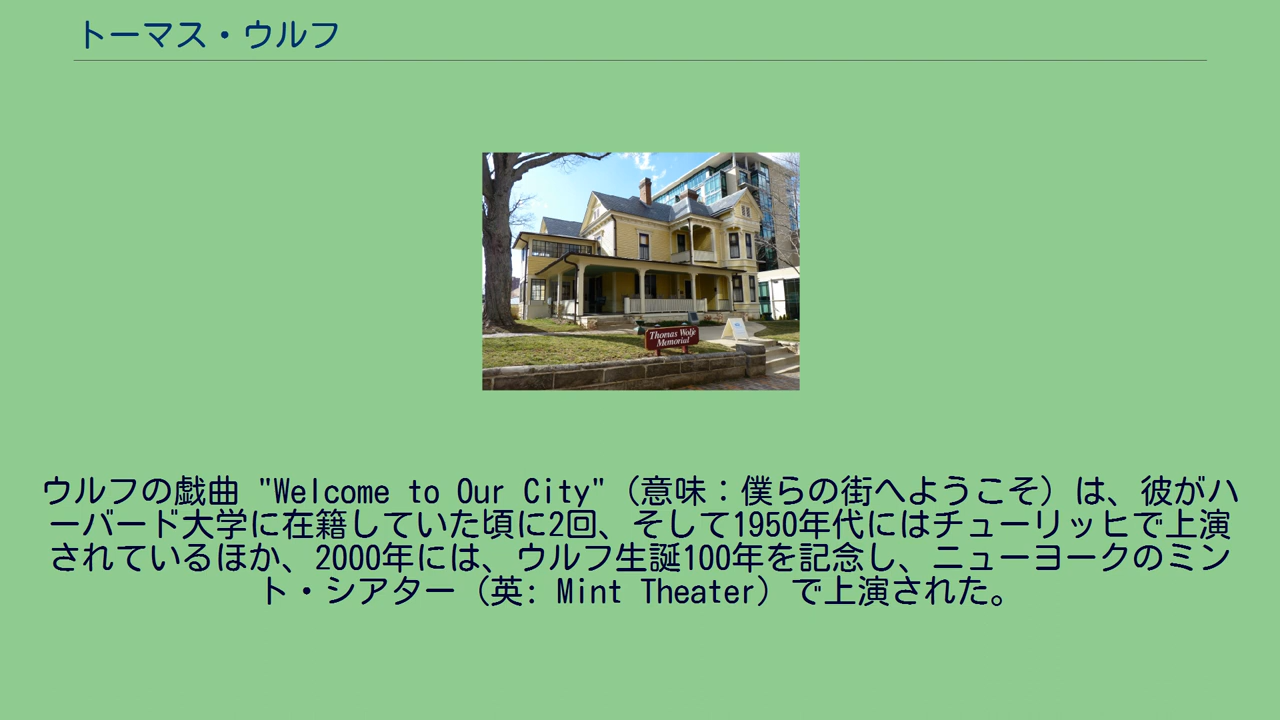 トーマス・ウルフ
Thomas Wolfe
Memorial
ウルフの戯曲 "Welcome to Our City"（意味：僕らの街へようこそ）は、彼がハ
ーバード大学に在籍していた頃に2回、そして1950年代にはチューリッヒで上演
されているほか、2000年には、ウルフ生誕100年を記念し、ニューヨークのミン
ト・シアター（英: Mint Theater）で上演された。